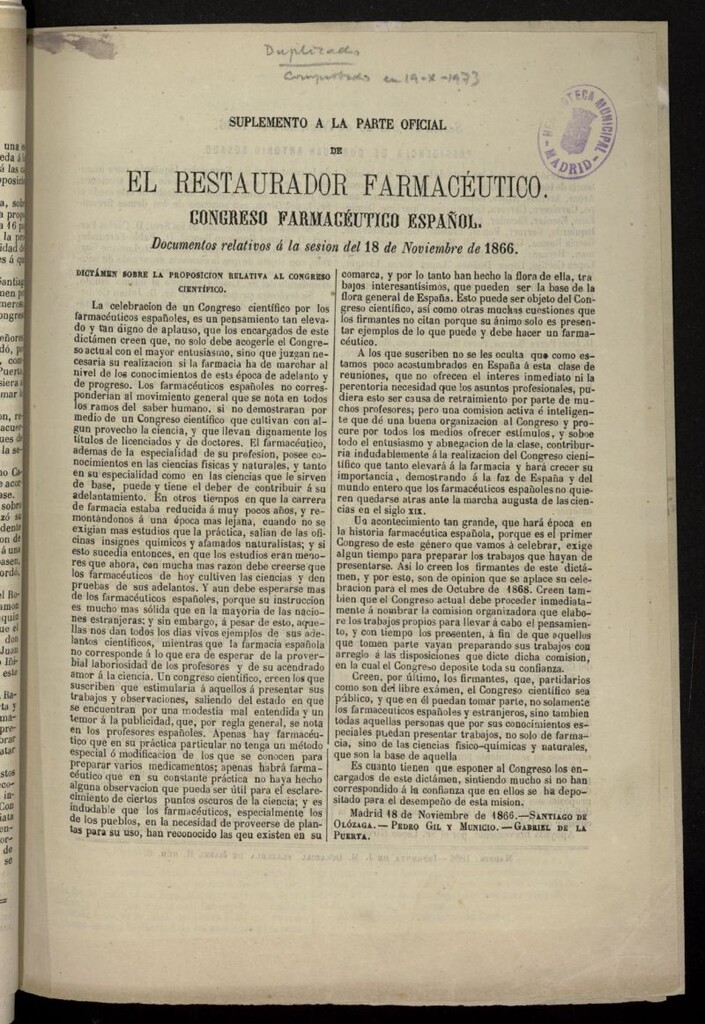 Duplicado
Comprobado en 19-X-1973
HEMEROTECA MUNICIPAL
MADRID
SUPLEMENTO A LA PARTE OFICIAL
DE
EL RESTAURADOR FARMACÉUTICO.
CONGRESO FARMACÉUTICO ESPAÑOL.
Documentos relativos á la sesion del 18 de Noviembre de 1866.
DICTÁMEN SOBRE LA PROPOSICION RELATIVA AL CONGRESO
CIENTÍFICO.
La celebracion de un Congreso científico por los
farmacéuticos españoles, es un pensamiento tan eleva-
do y tan digno de aplauso, que los encargados de este
dictámen creen que, no solo debe acogerle el Congre-
so actual con el mayor entusiasmo, sino que juzgan ne-
cesaria su realizacion si la farmacia ha de marchar al
nivel de los conocimientos de esta época de adelanto y
de progreso. Los farmacéuticos españoles no corres-
ponderian al movimiento general que se nota en todos
los ramos del saber humano, si no demostraran por
medio de un Congreso científico que cultivan con al-
gun provecho la ciencia, y que llevan dignamente los
títulos de licenciados y de doctores. El farmacéutico,
ademas de la especialidad de su profesion, posee co-
nocimientos en las ciencias físicas y naturales, y tanto
en su especialidad como en las ciencias que le sirven
de base, puede y tiene el deber de contribuir á su
adelantamiento. En otros tiempos en que la carrera
de farmacia estaba reducida á muy pocos años, y re-
montándonos á una época mas lejana, cuando no se
exigian mas estudios que la práctica, salian de las ofi-
cinas insignes químicos y afamados naturalistas; y si
esto sucedia entonces, en que los estudios eran meno-
res que ahora, con mucha mas razon debe creerse que
los farmacéuticos de hoy cultiven las ciencias y den
pruebas de sus adelantos. Y aun debe esperarse mas
de los farmacéuticos españoles, porque su instruccion
es mucho mas sólida que en la mayoria de las nacio-
nes estranjeras; y sin embargo, á pesar de esto, aque-
llas nos dan todos los dias vivos ejemplos de sus ade-
lantos científicos, mientras que la farmacia española
no corresponde á lo que era de esperar de la prover-
bial laboriosidad de los profesores y de su acendrado
amor á la ciencia. Un congreso científico, creen los que
suscriben que estimularia á aquellos á presentar sus
trabajos y observaciones, saliendo del estado en que
se encuentran por una modestia mal entendida y un
temor á la publicidad, que, por regla general, se nota
en los profesores españoles. Apenas hay farmacéu-
tico que en su práctica particular no tenga un método
especial ó modificacion de los que se conocen para
preparar varios medicamentos; apenas habrá farma-
céutico que en su constante práctica no haya hecho
alguna observacion que pueda ser útil para el esclare-
cimiento de ciertos puntos oscuros de la ciencia; y es
indudable que los farmacéuticos, especialmente los
de los pueblos, en la necesidad de proveerse de plan-
tas para su uso, han reconocido las qeu existen en su
comarca, y por lo tanto han hecho la flora de ella, tra
bajos interesantísimos, que pueden ser la base de la
flora general de España. Esto puede ser objeto del Con-
greso científico, así como otras muchas cuestiones que
los firmantes no citan porque su ánimo solo es presen-
tar ejemplos de lo que puede y debe hacer un farma-
céutico.
A los que suscriben no se les oculta que como es-
tamos poco acostumbrados en España á esta clase de
reuniones, que no ofrecen el interes inmediato ni la
perentoria necesidad que los asuntos profesionales, pu-
diera esto ser causa de retraimiento por parte de mu-
chos profesores; pero una comision activa é inteligen-
te que dé una buena organizacion al Congreso y pro-
cure por todos los medios ofrecer estímulos, y sobre
todo el entusiasmo y abnegacion de la clase, contribui-
ria indudablemente á la realizacion del Congreso cien-
tífico que tanto elevará á la farmacia y hará crecer su
importancia, demostrando á la faz de España y del
mundo entero que los farmacéuticos españoles no quie-
ren quedarse atras ante la marcha augusta de las cien-
cias en el siglo XIX.
Un acontecimiento tan grande, que hará época en
la historia farmacéutica española, porque es el primer
Congreso de este género que vamos á celebrar, exige
algun tiempo para preparar los trabajos que hayan de
presentarse. Asi lo creen los firmantes de este dictá-
men, y por esto, son de opinion que se aplace su cele-
bracion para el mes de Octubre de 1868. Creen tam-
bien que el Congreso actual debe proceder inmediata-
mente á nombrar la comision organizadora que elabo-
re los trabajos propios para llevar á cabo el pensamien-
to, y con tiempo los presenten, á fin de que aquellos
que tomen parte vayan preparando sus trabajos con
arreglo á las disposiciones que dicte dicha comision,
en la cual el Congreso deposite toda su confianza.
Creen, por último, los firmantes, que, partidarios
como son del libre exámen, el Congreso científico sea
público, y que en él puedan tomar parte, no solamente
los farmaceuticos españoles y estranjeros, sino tambien
todas aquellas personas que por sus conocimientos es-
peciales puedan presentar trabajos, no solo de farma-
cia, sino de las ciencias físico-químicas y naturales,
que son la base de aquella
Es cuanto tienen que esponer al Congreso los en-
cargados de este dictámen, sintiendo mucho si no han
correspondido á la confianza que en ellos se ha depo-
sitado para el desempeño de esta mision.
Madrid 18 de Noviembre de 1866.—SANTIAGO DE
OLÓZAGA.—PEDRO GIL Y MUNICIO.—GABRIEL DE LA
PUERTA.